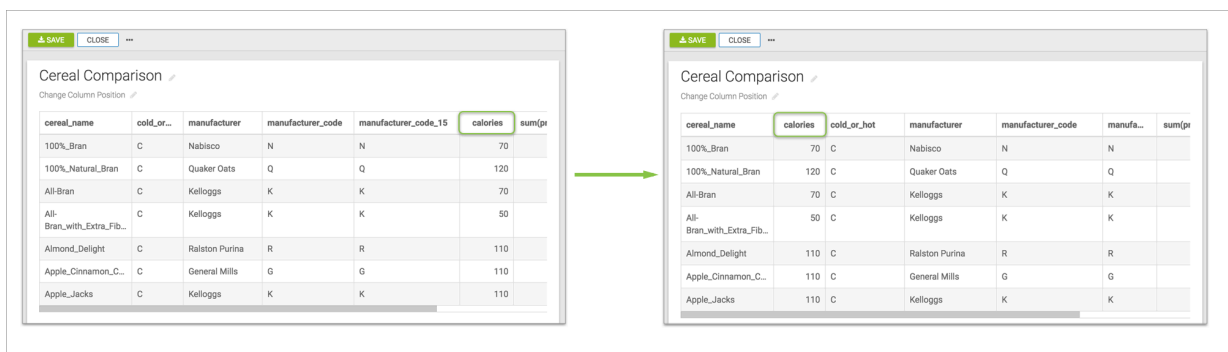 SAVE CLOSE •••
Cereal Comparison
Change Column Position
cereal_name cold_or... manufacturer manufacturer_code manufacturer_code_15 calories sum(pr
100%_Bran C Nabisco N N 70
100%_Natural_Bran C Quaker Oats Q Q 120
All-Bran C Kelloggs K K 70
All- C Kelloggs K K 50
Bran_with_Extra_Fib...
Almond_Delight C Ralston Purina R R 110
Apple_Cinnamon_C... C General Mills G G 110
Apple_Jacks C Kelloggs K K 110
SAVE CLOSE •••
Cereal Comparison
Change Column Position
cereal_name calories cold_or_hot manufacturer manufacturer_code manufa... sum(pr
100%_Bran 70 C Nabisco N N
100%_Natural_Bran 120 C Quaker Oats Q Q
All-Bran 70 C Kelloggs K K
All- 50 C Kelloggs K K
Bran_with_Extra_Fib...
Almond_Delight 110 C Ralston Purina R R
Apple_Cinnamon_C... 110 C General Mills G G
Apple_Jacks 110 C Kelloggs K K